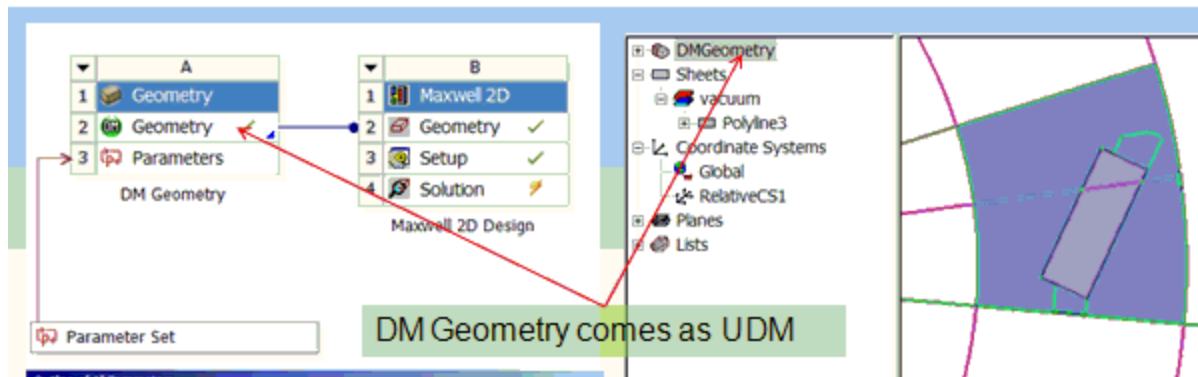 A
1 Geometry
2 Geometry
3 Parameters
DM Geometry
B
1 Maxwell 2D
2 Geometry
3 Setup
4 Solution
Maxwell 2D Design
Parameter Set
DMGeometry
Sheets
vacuum
Polyline3
Coordinate Systems
Global
RelativeCS1
Planes
Lists
DM Geometry comes as UDM